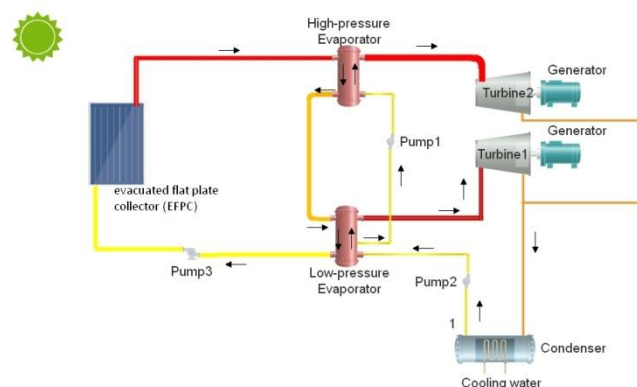 High-pressure
Evaporator
Generator
Turbine2
Generator
Pump1
Turbine1
evacuated flat plate
collector (EFPC)
Pump3
Low-pressure
Evaporator
Pump2
1
Condenser
Cooling water